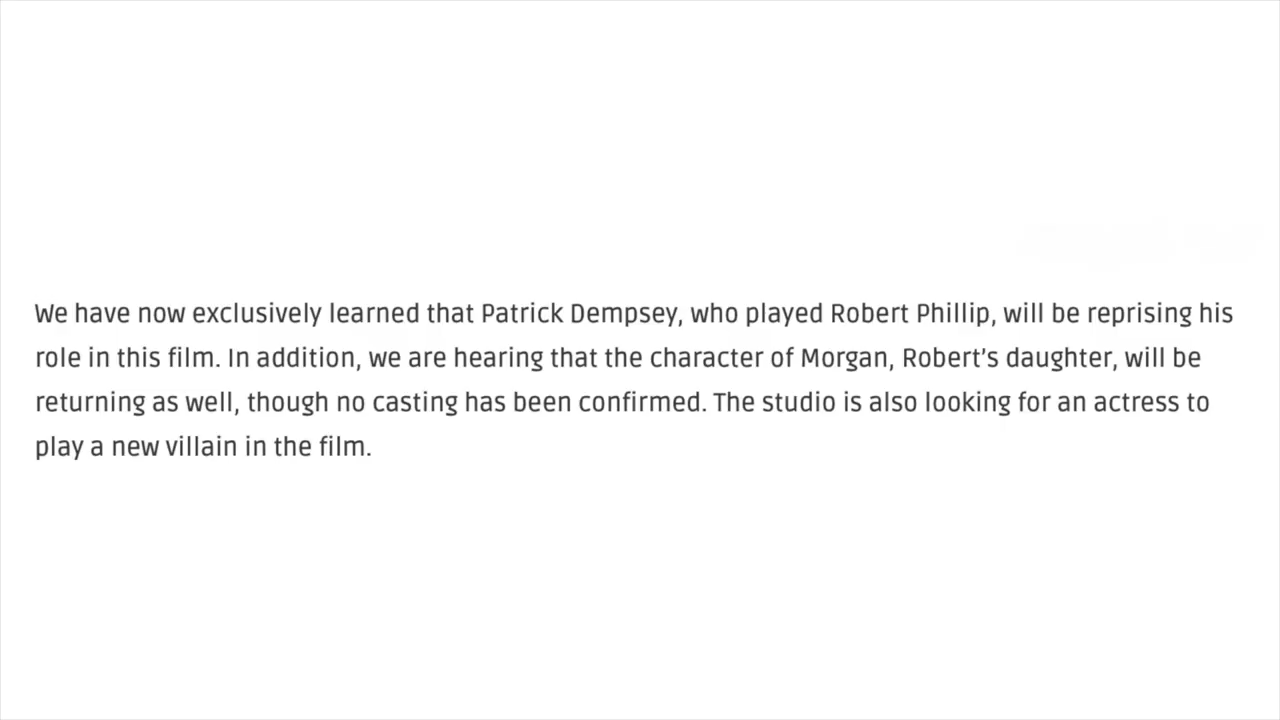 We have now exclusively learned that Patrick Dempsey, who played Robert Phillip, will be reprising his
role in this film. In addition, we are hearing that the character of Morgan, Robert’s daughter, will be
returning as well, though no casting has been confirmed. The studio is also looking for an actress to
play a new villain in the film.